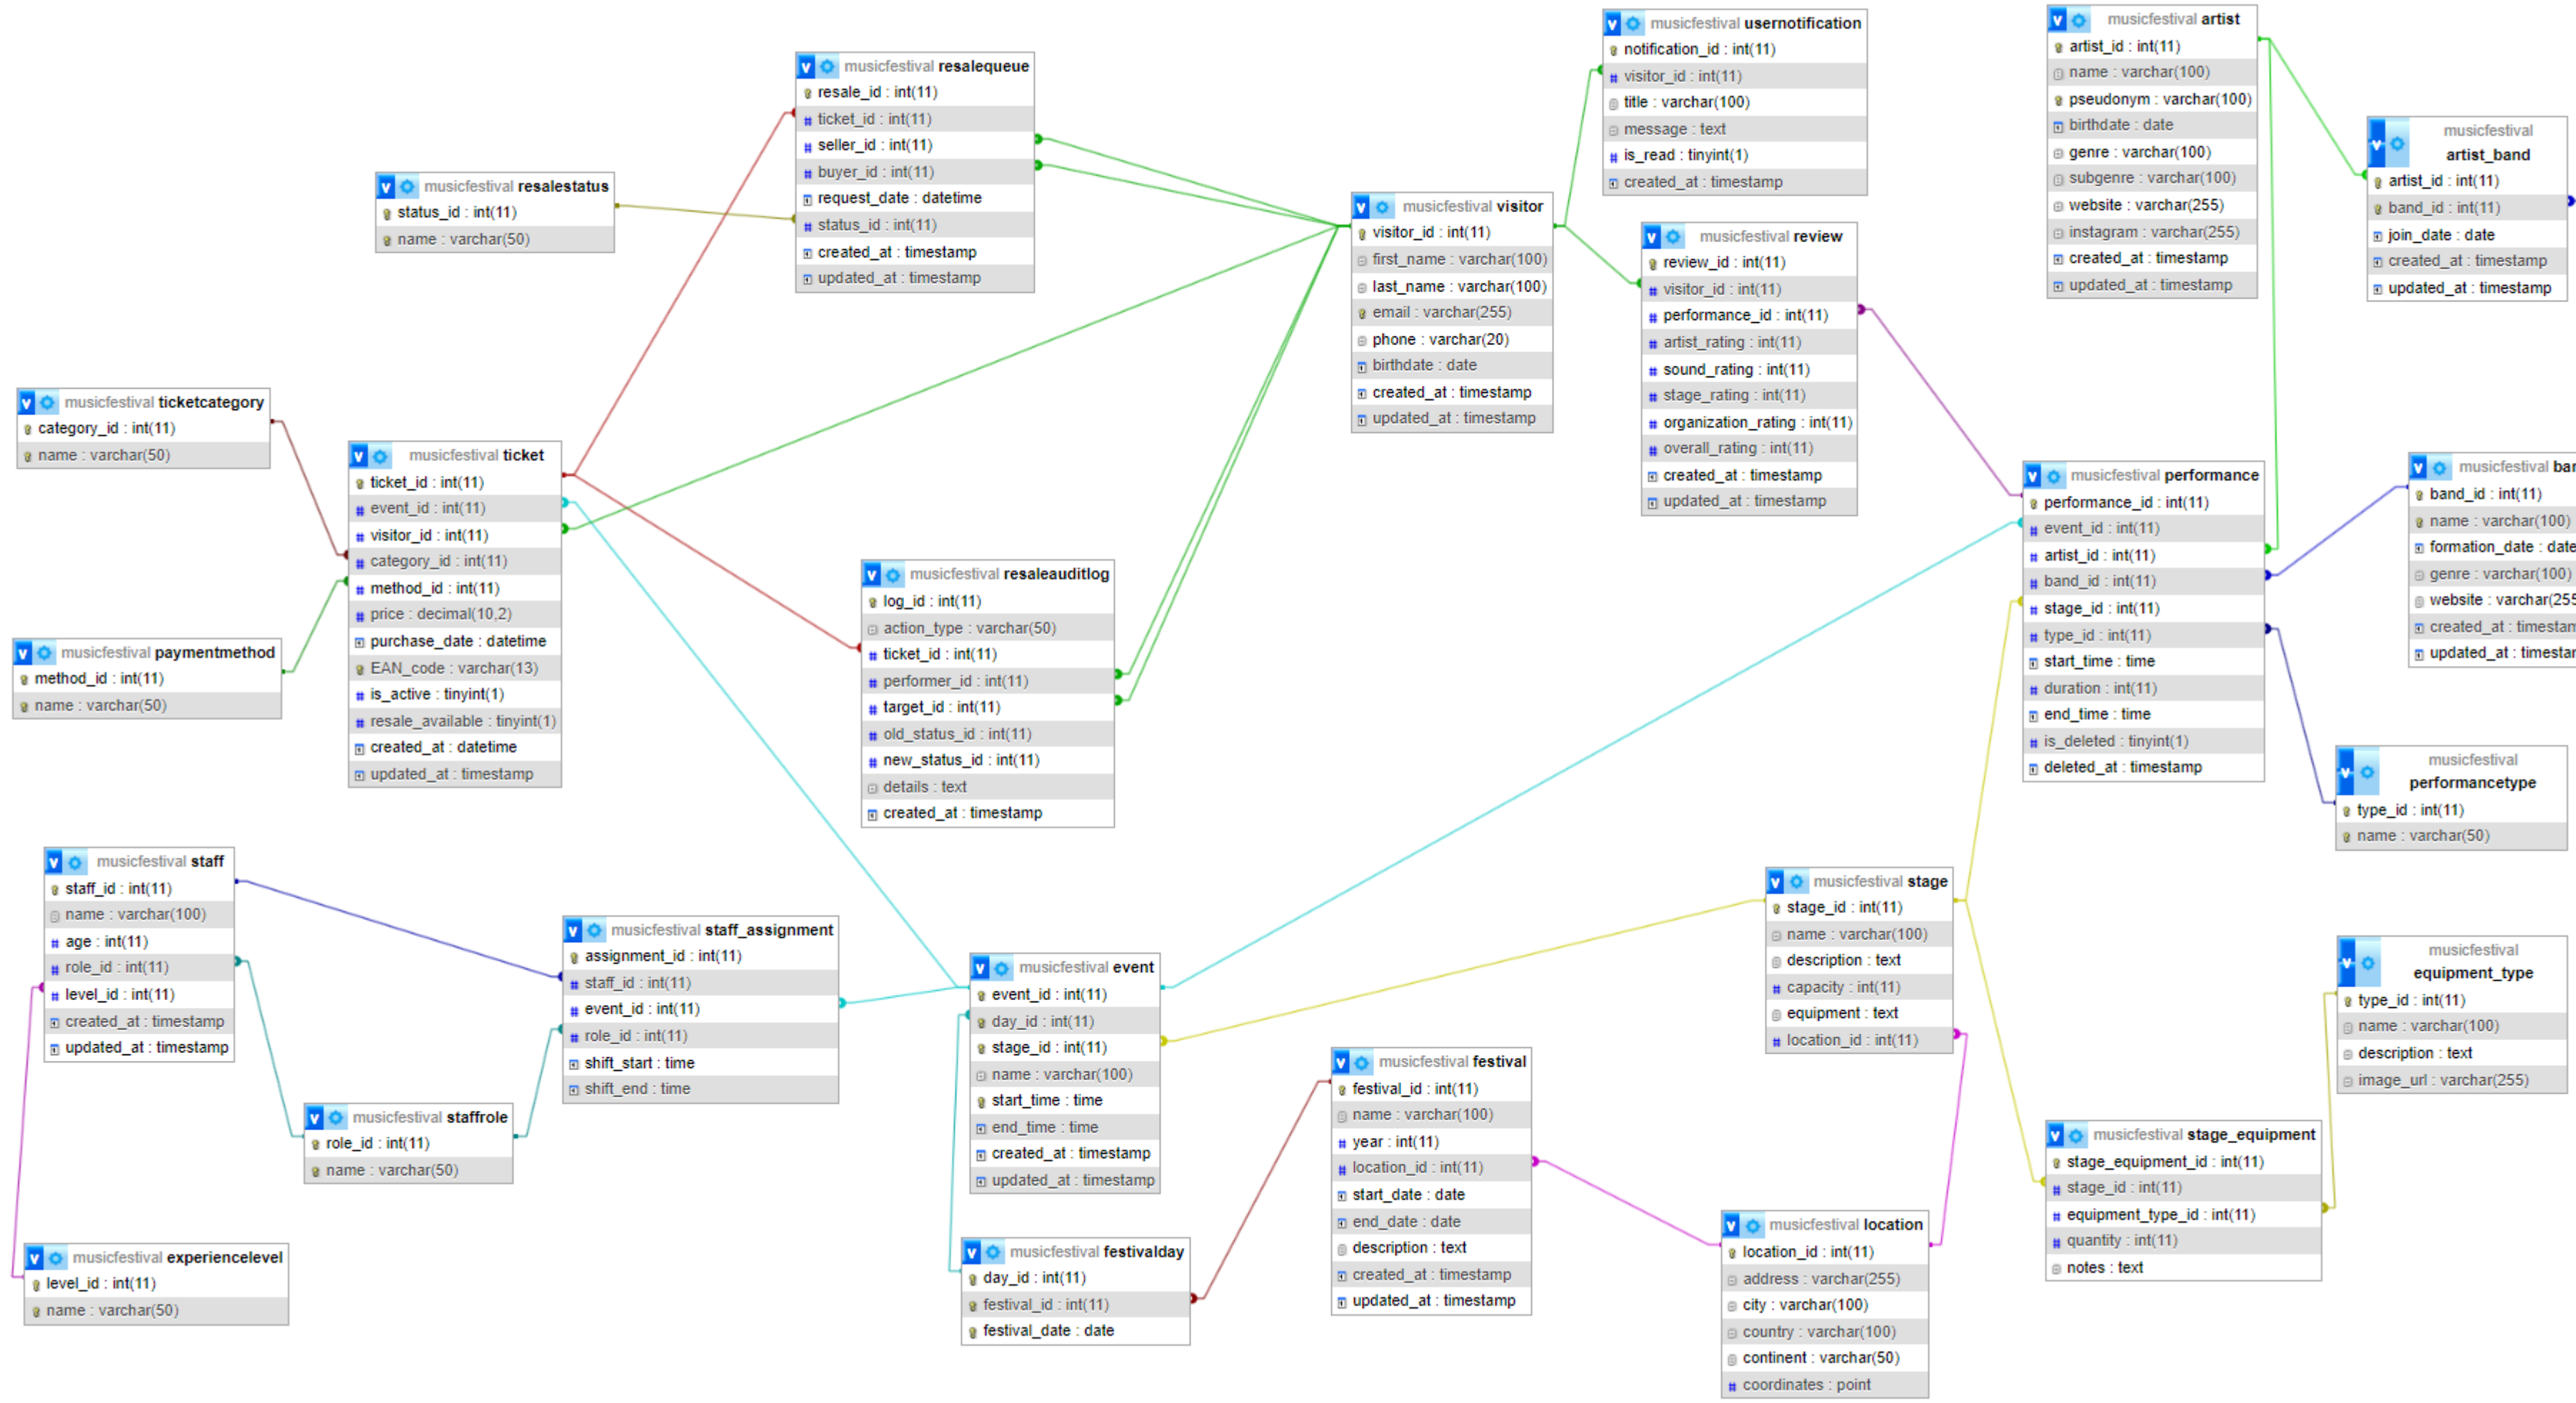 musicfestival resalequeue
resale_id : int(11)
ticket_id : int(11)
seller_id : int(11)
buyer_id : int(11)
request_date : datetime
status_id : int(11)
created_at : timestamp
updated_at : timestamp
musicfestival resalestatus
status_id : int(11)
name : varchar(50)
musicfestival usernotification
notification_id : int(11)
visitor_id : int(11)
title : varchar(100)
message : text
is_read : tinyint(1)
created_at : timestamp
musicfestival visitor
visitor_id : int(11)
first_name : varchar(100)
last_name : varchar(100)
email : varchar(255)
phone : varchar(20)
birthdate : date
created_at : timestamp
updated_at : timestamp
musicfestival review
review_id : int(11)
visitor_id : int(11)
performance_id : int(11)
artist_rating : int(11)
sound_rating : int(11)
stage_rating : int(11)
organization_rating : int(11)
overall_rating : int(11)
created_at : timestamp
updated_at : timestamp
musicfestival artist
artist_id : int(11)
name : varchar(100)
pseudonym : varchar(100)
birthdate : date
genre : varchar(100)
subgenre : varchar(100)
website : varchar(255)
instagram : varchar(255)
created_at : timestamp
updated_at : timestamp
musicfestival
artist_band
artist_id : int(11)
band_id : int(11)
join_date : date
created_at : timestamp
updated_at : timestamp
musicfestival ticketcategory
category_id : int(11)
name : varchar(50)
musicfestival paymentmethod
method_id : int(11)
name : varchar(50)
musicfestival ticket
ticket_id : int(11)
event_id : int(11)
visitor_id : int(11)
category_id : int(11)
method_id : int(11)
price : decimal(10,2)
purchase_date : datetime
EAN_code : varchar(13)
is_active : tinyint(1)
resale_available : tinyint(1)
created_at : datetime
updated_at : timestamp
musicfestival resaleauditlog
log_id : int(11)
action_type : varchar(50)
ticket_id : int(11)
performer_id : int(11)
target_id : int(11)
old_status_id : int(11)
new_status_id : int(11)
details : text
created_at : timestamp
musicfestival performance
performance_id : int(11)
event_id : int(11)
artist_id : int(11)
band_id : int(11)
stage_id : int(11)
type_id : int(11)
start_time : time
duration : int(11)
end_time : time
is_deleted : tinyint(1)
deleted_at : timestamp
musicfestival
band_id : int(11)
name : varchar(100)
formation_date : date
genre : varchar(100)
website : varchar(255
created_at :
updated_at :
musicfestival
performancetype
type_id : int(11)
name : varchar(50)
musicfestival staff
staff_id : int(11)
name : varchar(100)
age : int(11)
role_id : int(11)
level_id : int(11)
created_at : timestamp
updated_at : timestamp
musicfestival staff_assignment
assignment_id : int(11)
staff_id : int(11)
event_id : int(11)
role_id : int(11)
shift_start : time
shift_end : time
musicfestival staffrole
role_id : int(11)
name : varchar(50)
musicfestival experiencelevel
level_id : int(11)
name : varchar(50)
musicfestival event
event_id : int(11)
day_id : int(11)
stage_id : int(11)
name : varchar(100)
start_time : time
end_time : time
created_at : timestamp
updated_at : timestamp
musicfestival festivalday
day_id : int(11)
festival_id : int(11)
festival_date : date
musicfestival festival
festival_id : int(11)
name : varchar(100)
year : int(11)
location_id : int(11)
start_date : date
end_date : date
description : text
created_at : timestamp
updated_at : timestamp
musicfestival stage
stage_id : int(11)
name : varchar(100)
description : text
capacity : int(11)
equipment : text
location_id : int(11)
musicfestival location
location_id : int(11)
address : varchar(255)
city : varchar(100)
country : varchar(100)
continent : varchar(50)
coordinates : point
musicfestival
equipment_type
type_id : int(11)
name : varchar(100)
description : text
image_url : varchar(255)
musicfestival stage_equipment
stage_equipment_id : int(11)
stage_id : int(11)
equipment_type_id : int(11)
quantity : int(11)
notes : text